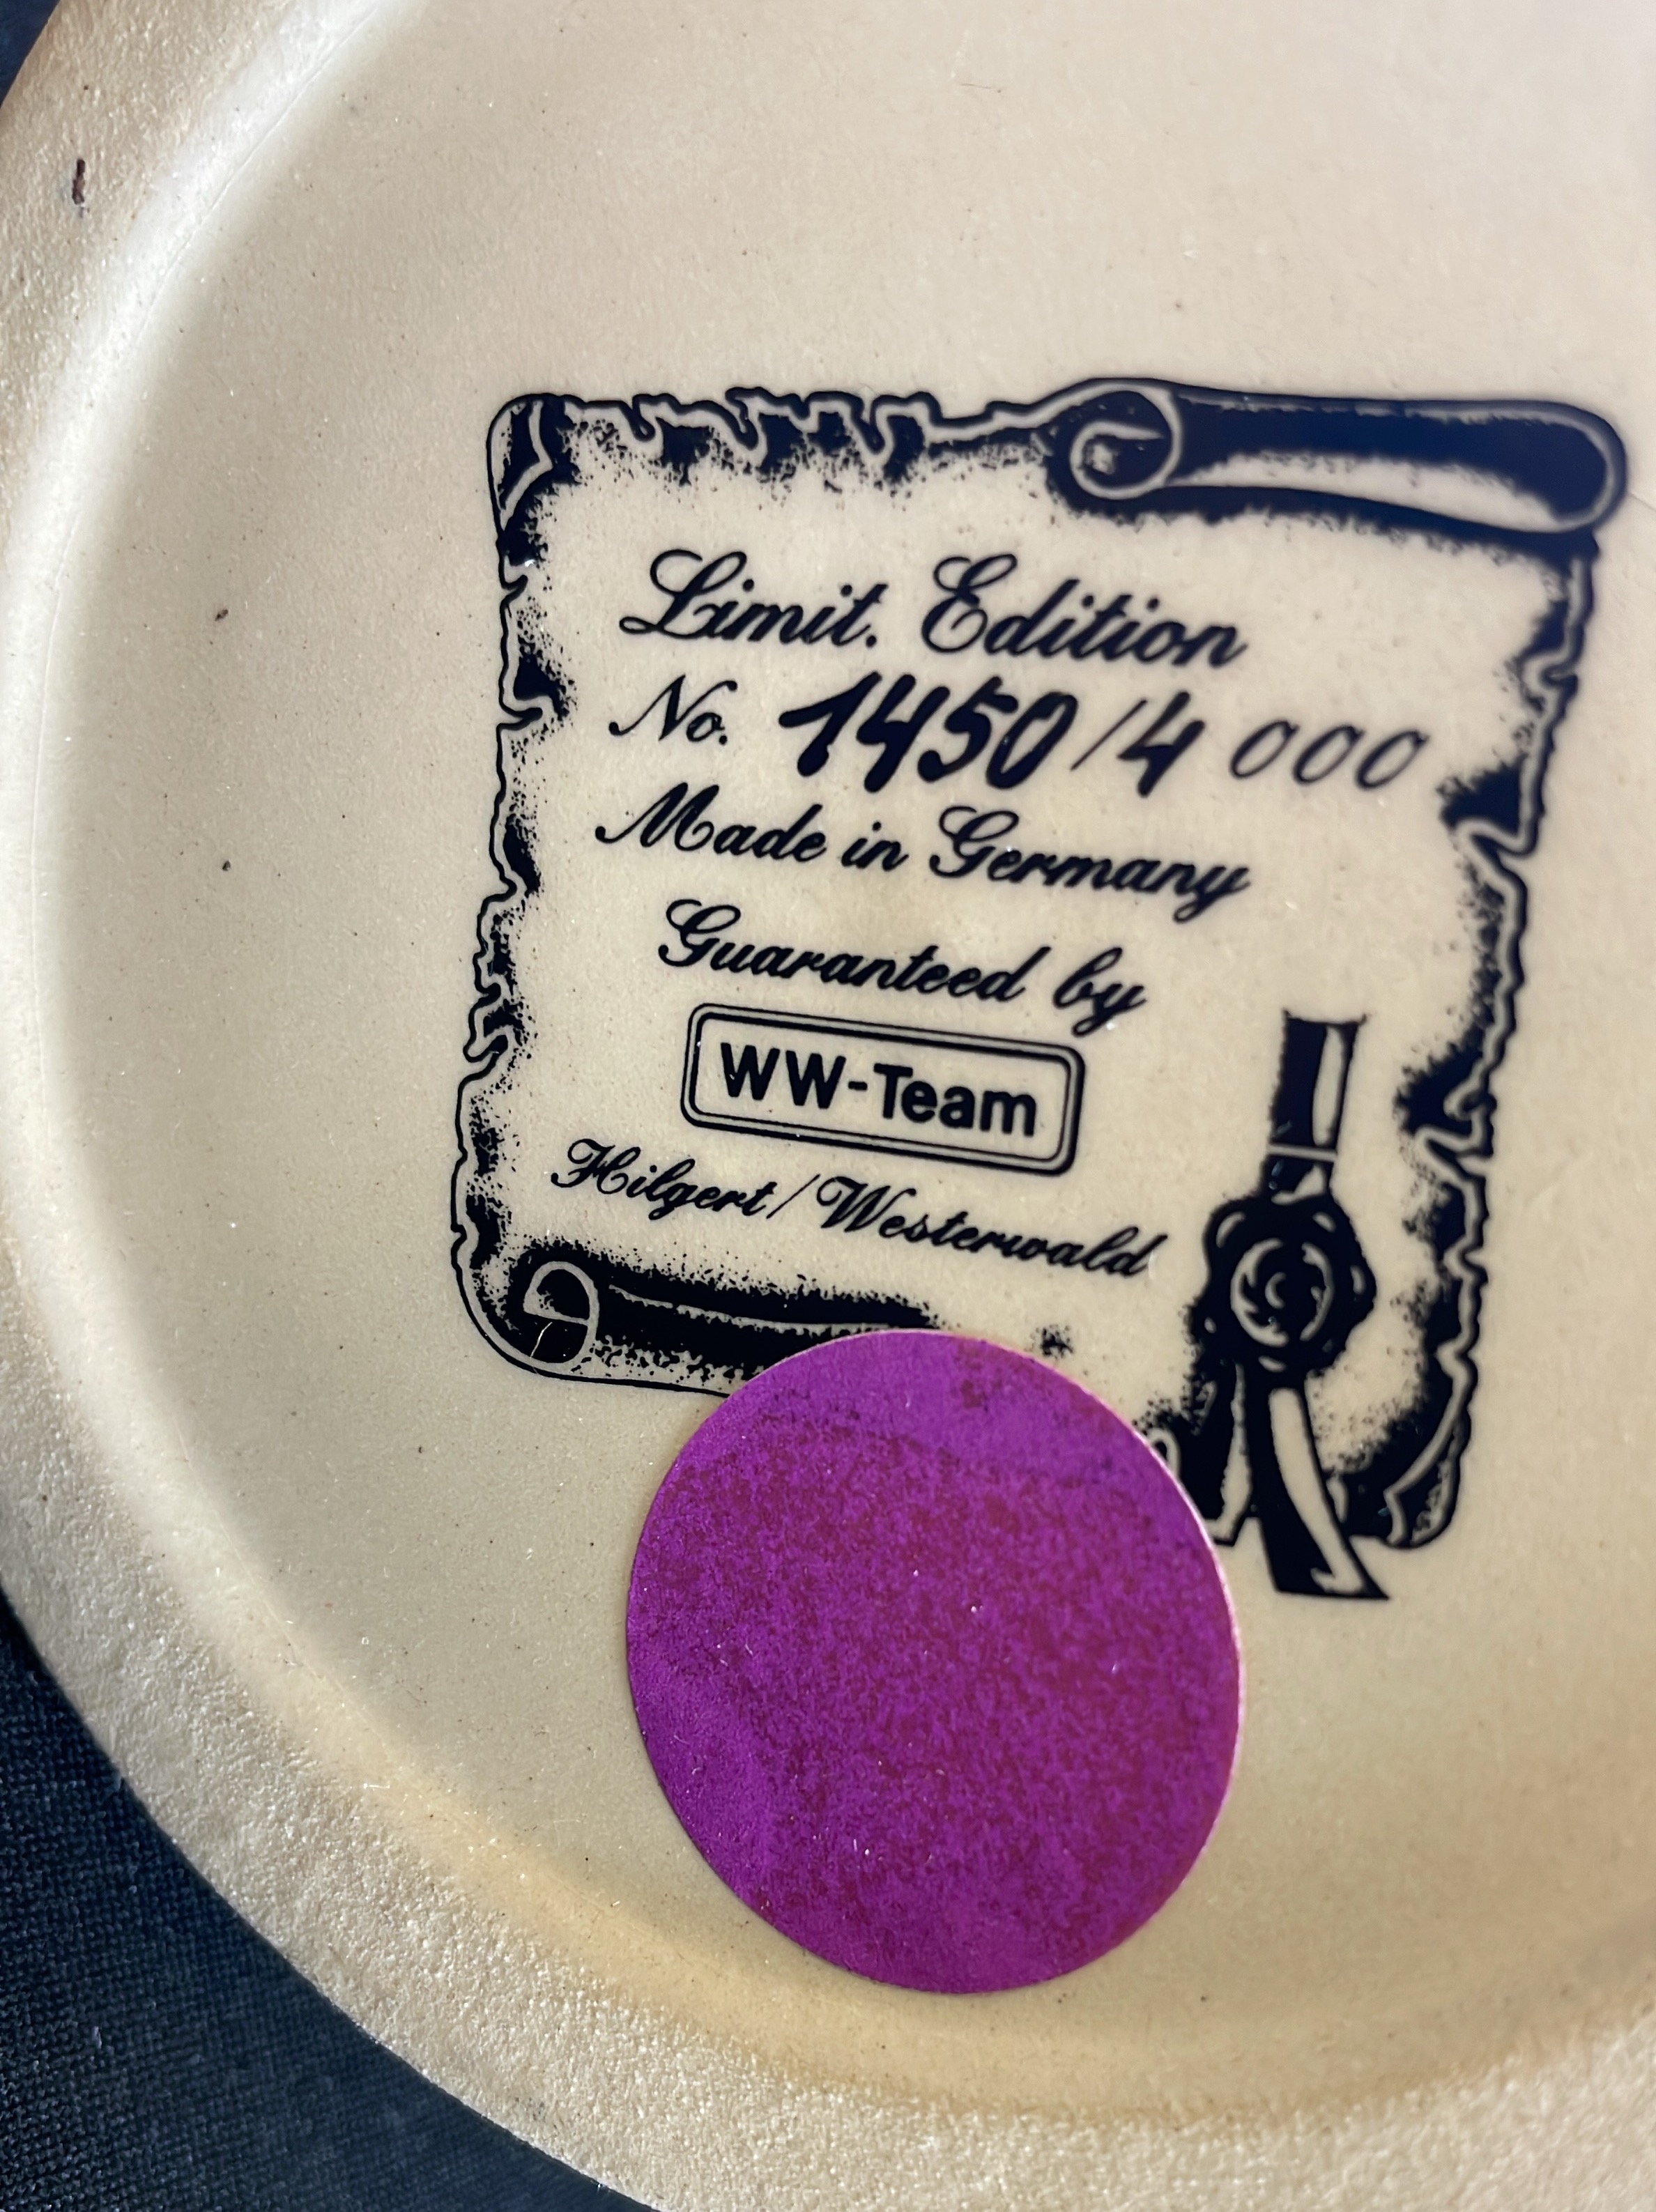 Limit. Edition
No. 1450/4 000
Made in Germany
Guaranteed by
WW-Team
Hilgert/Westerwald